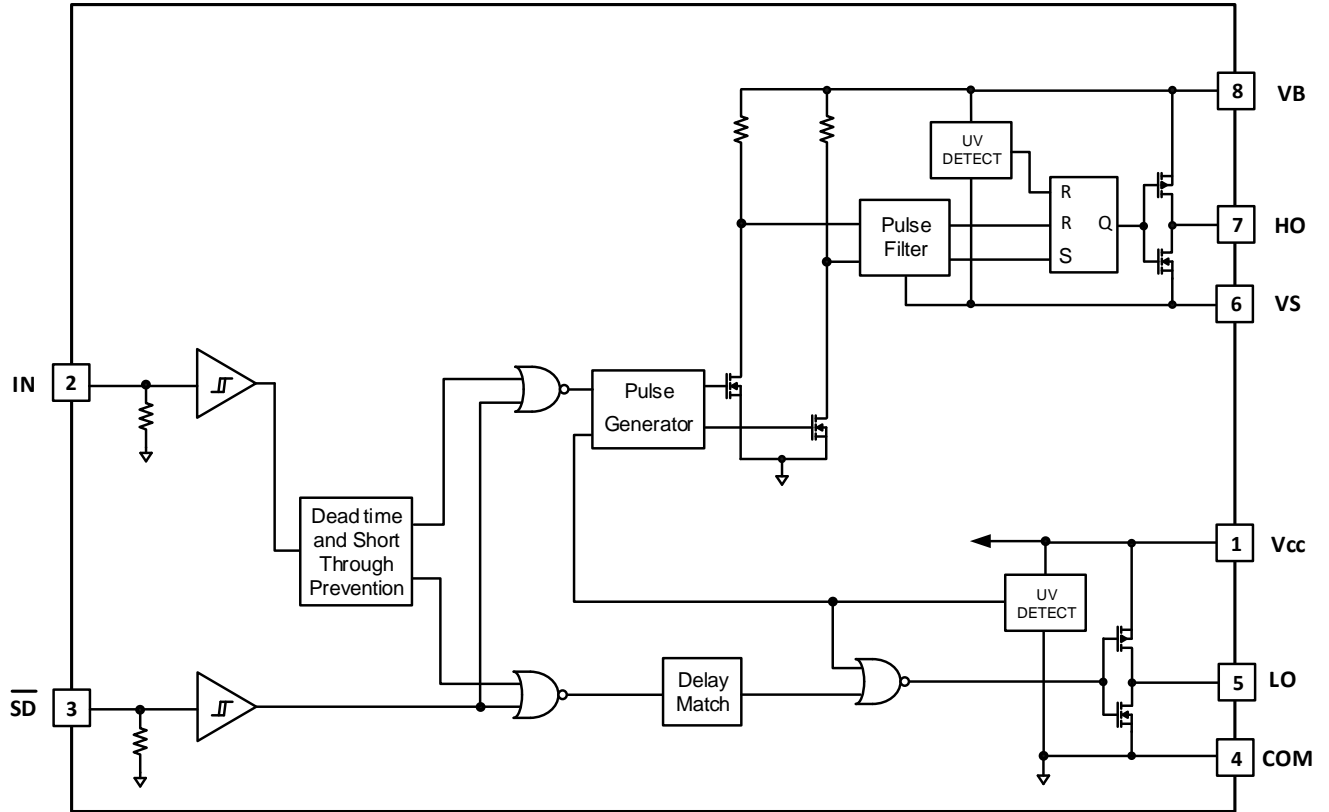 8 VB
UV
DETECT
R
R Q
S
Pulse
Filter
7 HO
6 VS
IN 2
Pulse
Generator
Dead time
and Short
Through
Prevention
1 Vcc
UV
DETECT
SD 3
Delay
Match
5 LO
4 COM